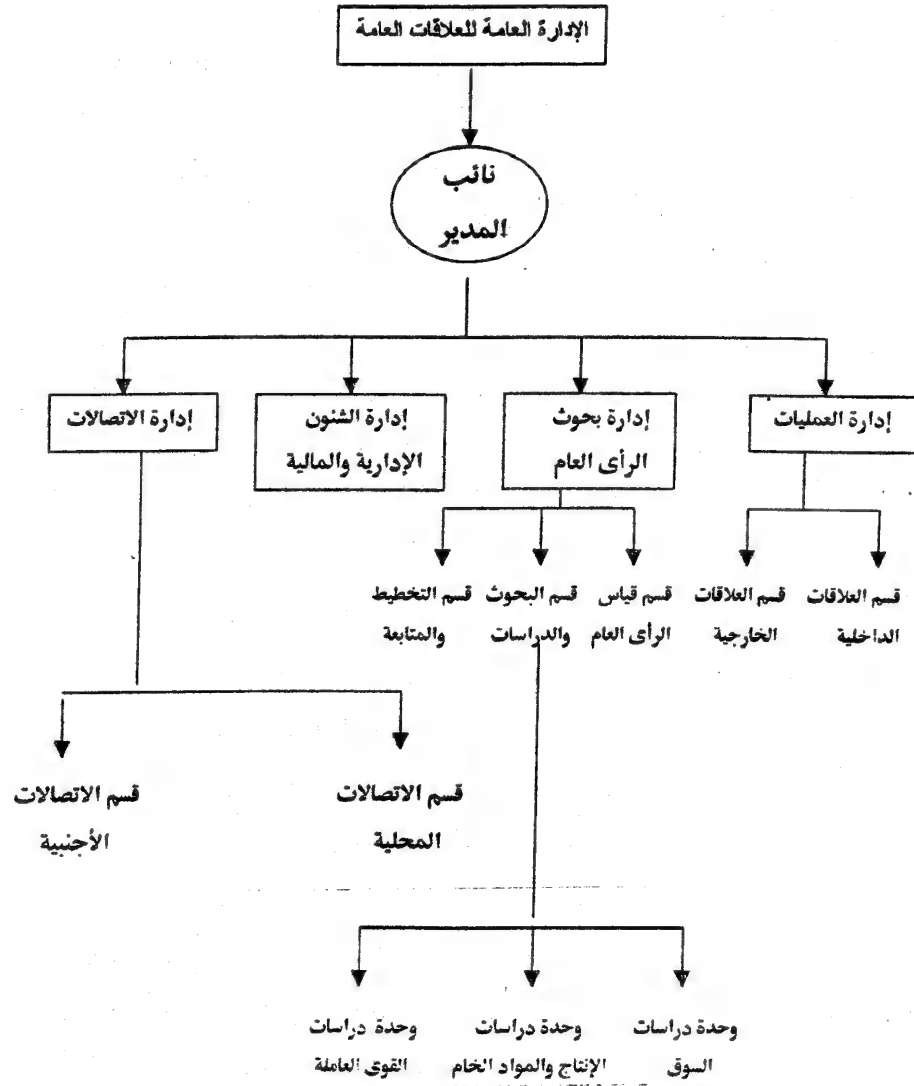 الإدارة العامة للعلاقات العامة
نائب
المدير
إدارة العمليات
إدارة بحوث
الرأى العام
إدارة الشئون
الإدارية والمالية
إدارة الاتصالات
قسم العلاقات
الداخلية
قسم العلاقات
الخارجية
قسم قياس
الرأى العام
قسم البحوث
والدراسات
قسم التخطيط
والمتابعة
قسم الاتصالات
المحلية
قسم الاتصالات
الأجنبية
وحدة دراسات
السوق
وحدة دراسات
الإنتاج والمواد الخام
وحدة دراسات
القوى العاملة